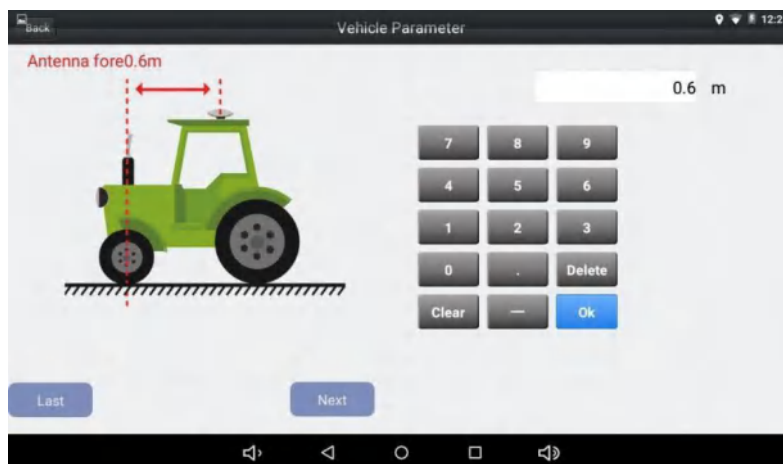 Back
Vehicle Parameter
12:2
Antenna fore0.6m
0.6 m
7 8 9
4 5 6
1 2 3
0 . Delete
Clear — Ok
Last
Next